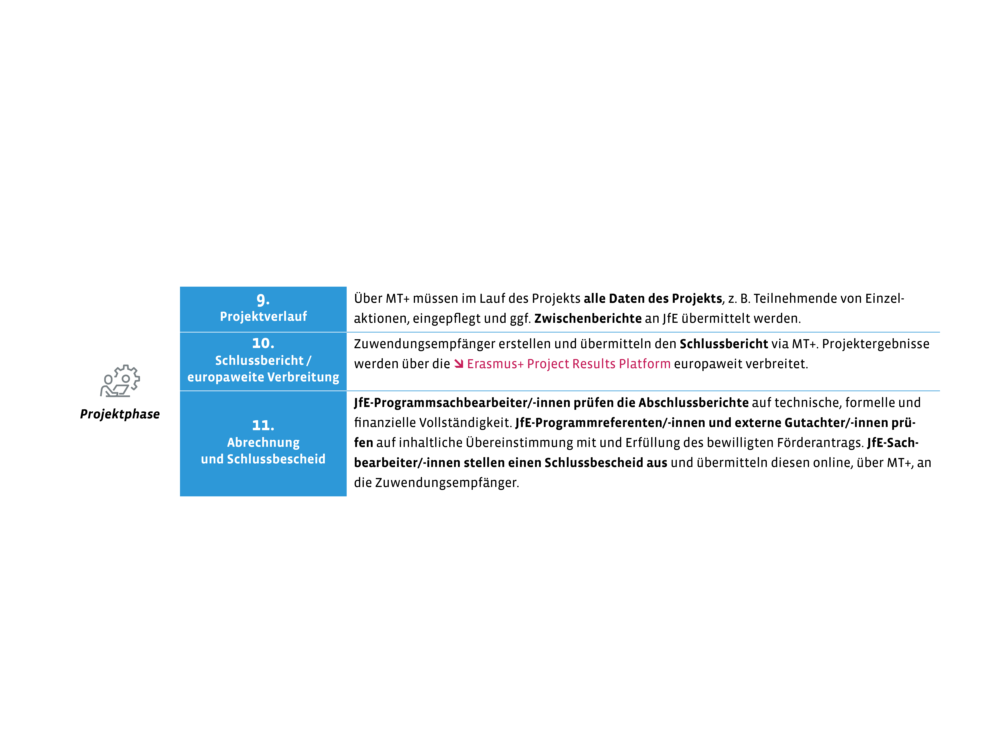 Projektphase
9.
Projektverlauf
Über MT+ müssen im Lauf des Projekts alle Daten des Projekts, z. B. Teilnehmende von Einzel-
aktionen, eingepflegt und ggf. Zwischenberichte an JfE übermittelt werden.
10.
Schlussbericht /
europaweite Verbreitung
Zuwendungsempfänger erstellen und übermitteln den Schlussbericht via MT+. Projektergebnisse
werden über die ↘ Erasmus+ Project Results Platform europaweit verbreitet.
11.
Abrechnung
und Schlussbescheid
JfE-Programmsachbearbeiter/-innen prüfen die Abschlussberichte auf technische, formelle und
finanzielle Vollständigkeit. JfE-Programmreferenten/-innen und externe Gutachter/-innen prü-
fen auf inhaltliche Übereinstimmung mit und Erfüllung des bewilligten Förderantrags. JfE-Sach-
bearbeiter/-innen stellen einen Schlussbescheid aus und übermitteln diesen online, über MT+, an
die Zuwendungsempfänger.